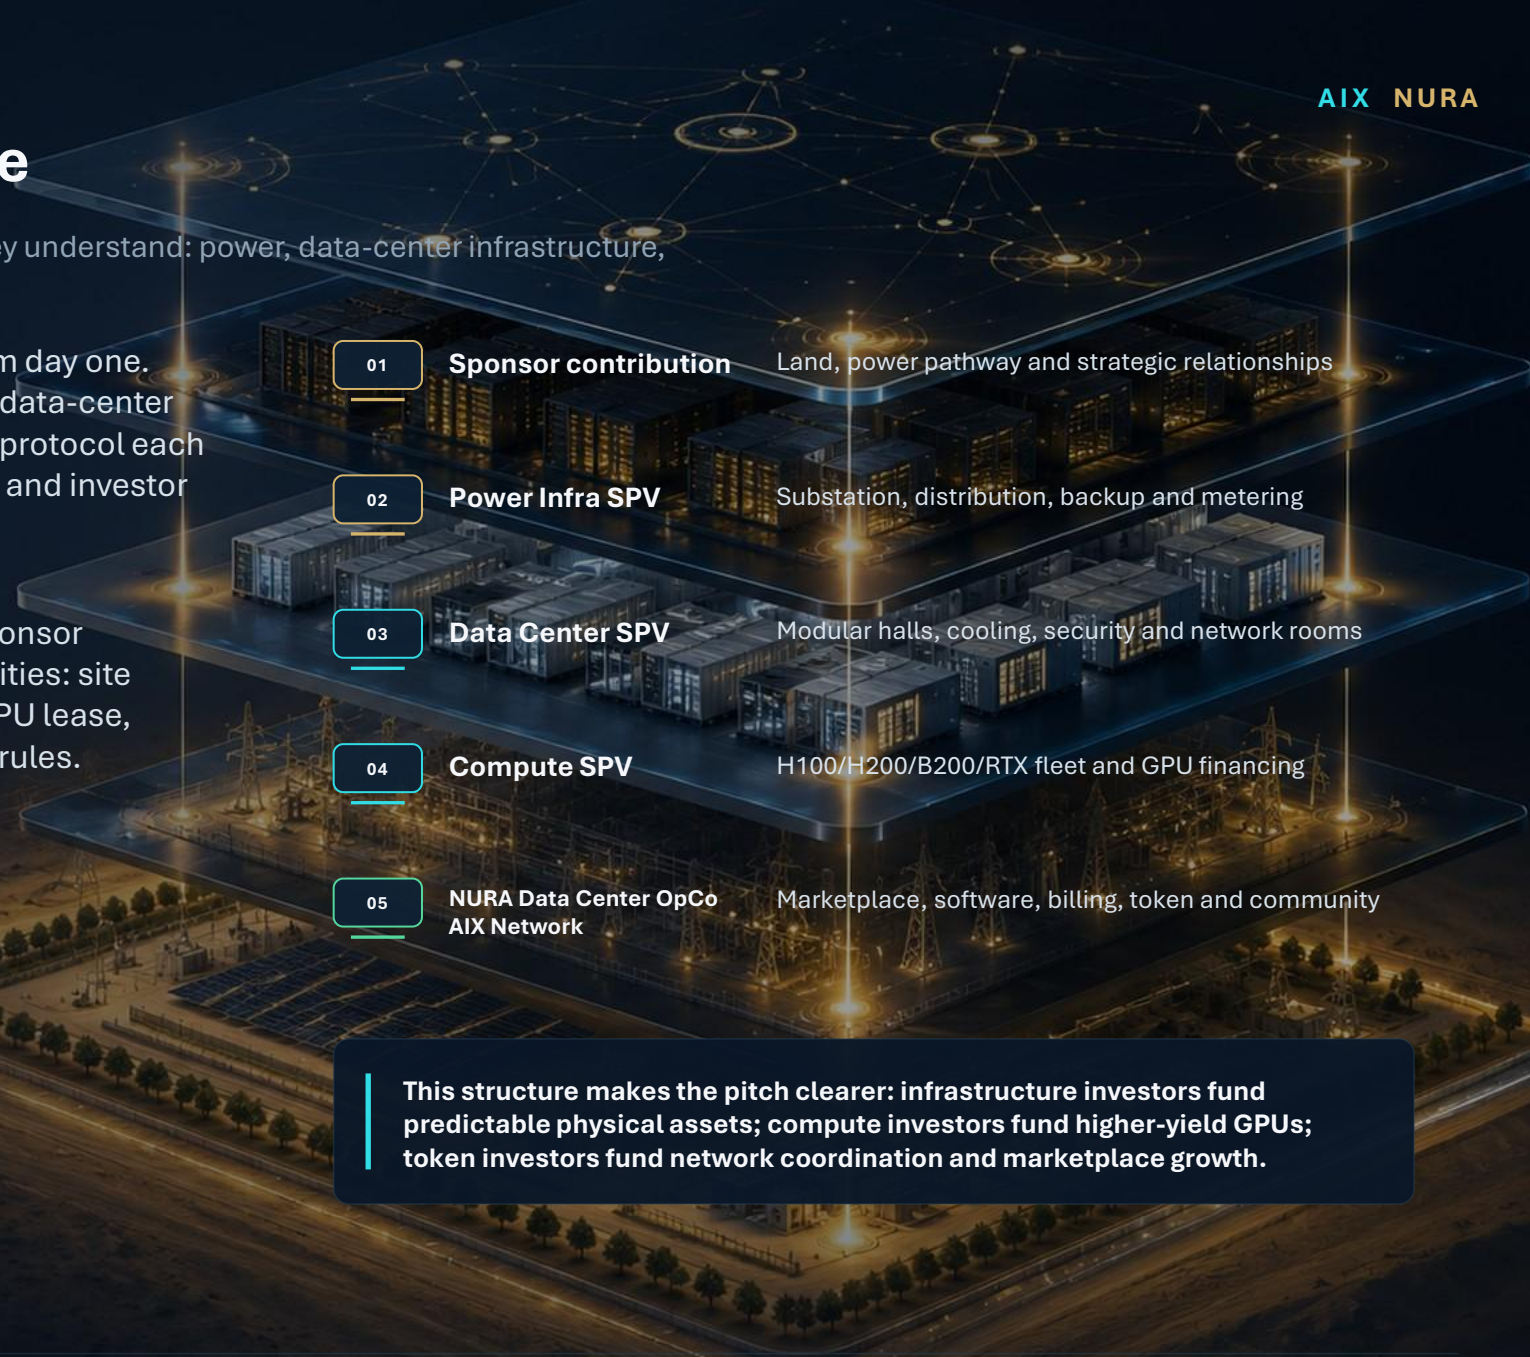 AIX NURA
e
ey understand: power, data-center infrastructure,
m day one.
data-center
protocol each
and investor
onsor
ities: site
PU lease,
rules.
01 Sponsor contribution Land, power pathway and strategic relationships
02 Power Infra SPV Substation, distribution, backup and metering
03 Data Center SPV Modular halls, cooling, security and network rooms
04 Compute SPV H100/H200/B200/RTX fleet and GPU financing
05 NURA Data Center OpCo Marketplace, software, billing, token and community
AIX Network
This structure makes the pitch clearer: infrastructure investors fund
predictable physical assets; compute investors fund higher-yield GPUs;
token investors fund network coordination and marketplace growth.